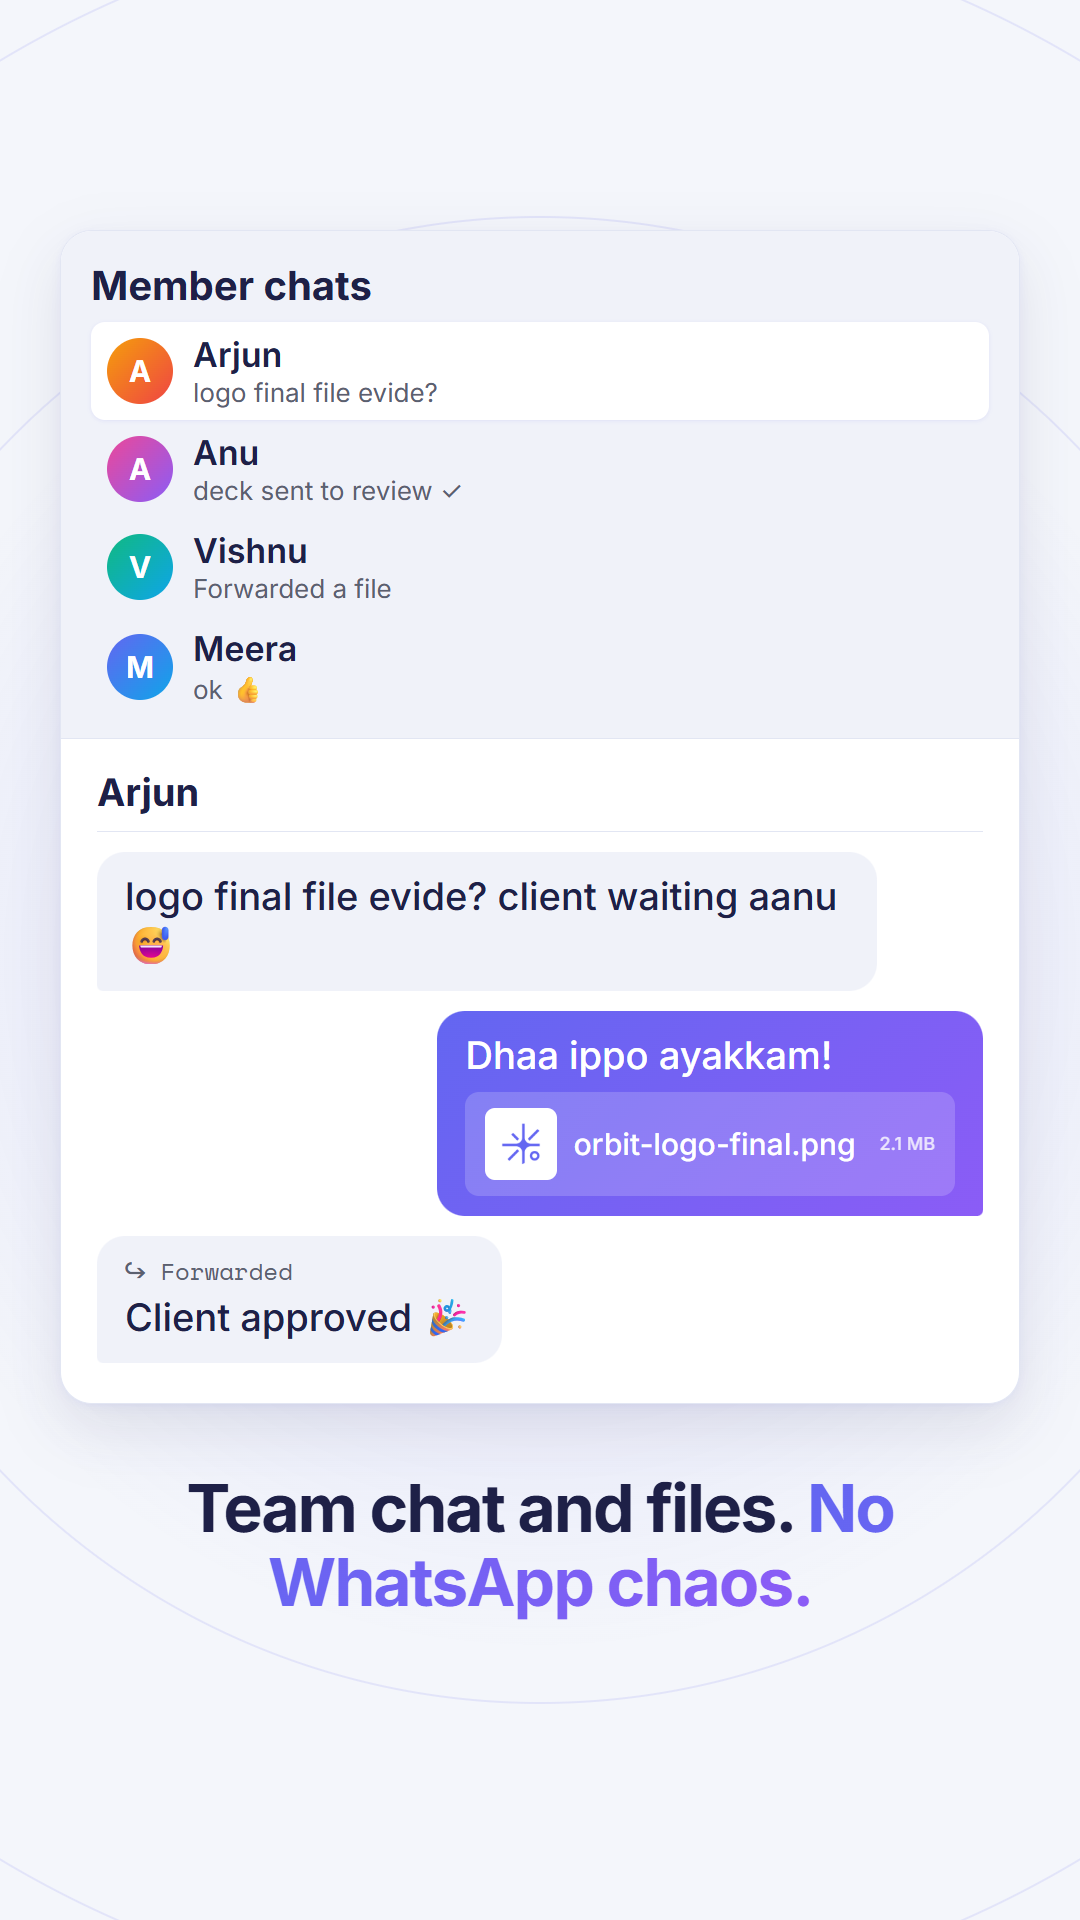 Member chats
A
Arjun
logo final file evide?
A
Anu
deck sent to review ✓
V
Vishnu
Forwarded a file
M
Meera
ok 👍
Arjun
logo final file evide? client waiting aanu
😅
Dhaa ippo ayakkam!
orbit-logo-final.png 2.1 MB
↪ Forwarded
Client approved 🎉
Team chat and files. No
WhatsApp chaos.